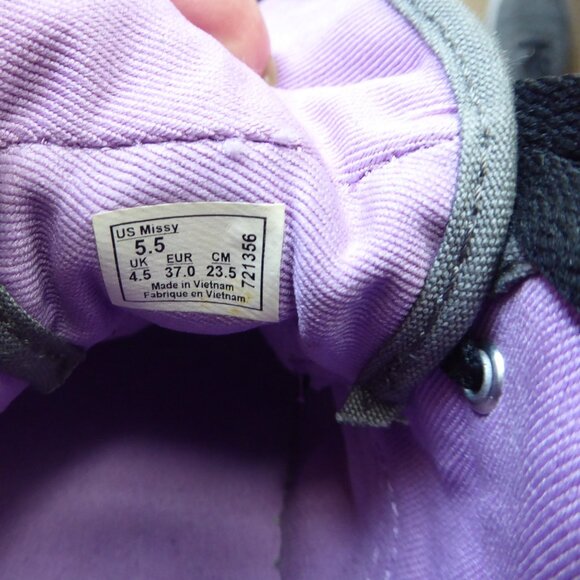 US Missy
5.5
UK EUR CM
4.5 37.0 23.5
Made in Vietnam
Fabrique en Vietnam
721356